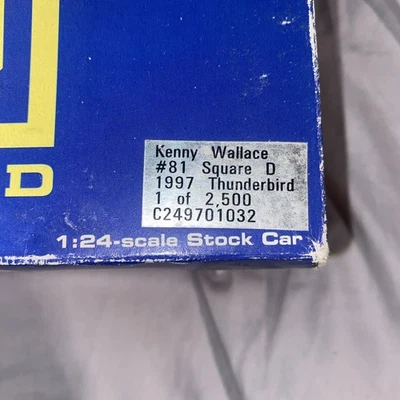 D
Kenny Wallace
#81 Square D
1997 Thunderbird
1 of 2,500
C249701032
1:24-scale Stock Car